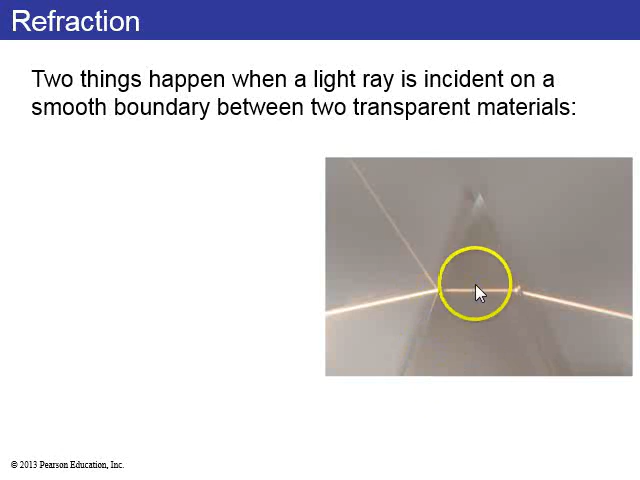 Refraction
Two things happen when a light ray is incident on a
smooth boundary between two transparent materials:
© 2013 Pearson Education, Inc.